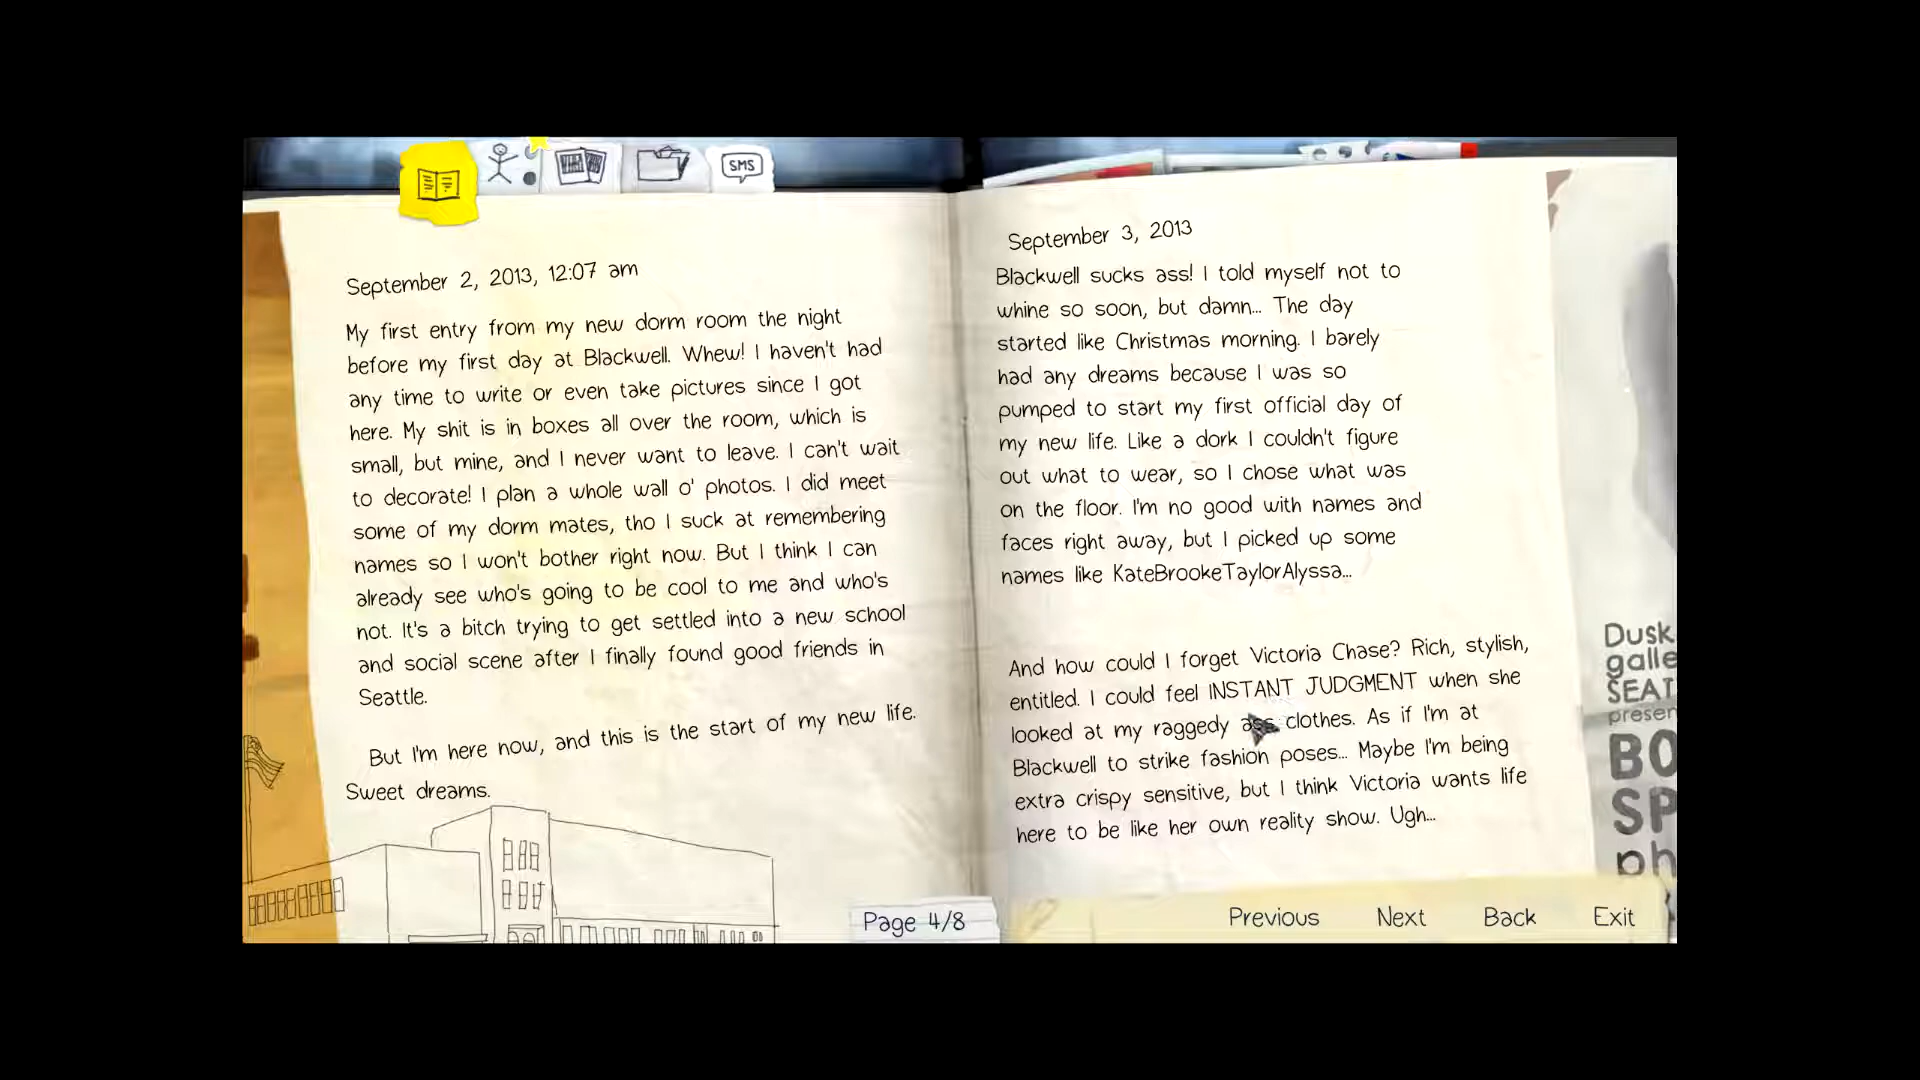 SMS
September 2, 2013, 12:07 am
My first entry from my new dorm room the night
before my first day at Blackwell. Whew! I haven't had
any time to write or even take pictures since I got
here. My shit is in boxes all over the room, which is
small, but mine, and I never want to leave. I can't wait
to decorate! I plan a whole wall o' photos. I did meet
some of my dorm mates, tho I suck at remembering
names so I won't bother right now. But I think I can
already see who's going to be cool to me and who's
not. It's a bitch trying to get settled into a new school
and social scene after I finally found good friends in
Seattle.
But I'm here now, and this is the start of my new life.
Sweet dreams.
September 3, 2013
Blackwell sucks ass! I told myself not to
whine so soon, but damn... The day
started like Christmas morning. I barely
had any dreams because I was so
pumped to start my first official day of
my new life. Like a dork I couldn't figure
out what to wear, so I chose what was
on the floor. I'm no good with names and
faces right away, but I picked up some
names like KateBrookeTaylorAlyssa...
And how could I forget Victoria Chase? Rich, stylish,
entitled. I could feel INSTANT JUDGMENT when she
looked at my raggedy ass clothes. As if I'm at
Blackwell to strike fashion poses... Maybe I'm being
extra crispy sensitive, but I think Victoria wants life
here to be like her own reality show. Ugh...
Dusk
galle
SEAT
presen
BO
SP
ph
Page 4/8
Previous Next Back Exit